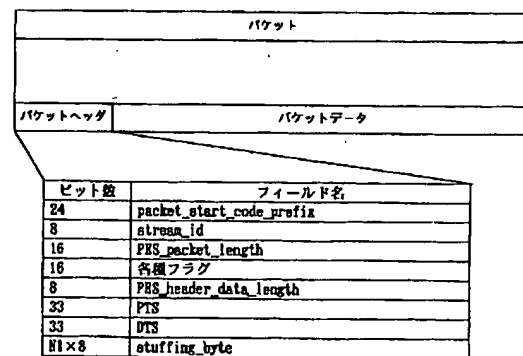 パケット
パケットヘッダ パケットデータ
ビット数 フィールド名
24 packet_start_code_prefix
8 stream_id
16 PES_packet_length
16 各種フラグ
8 PES_header_data_length
33 PTS
33 DTS
N1×8 stuffing_byte